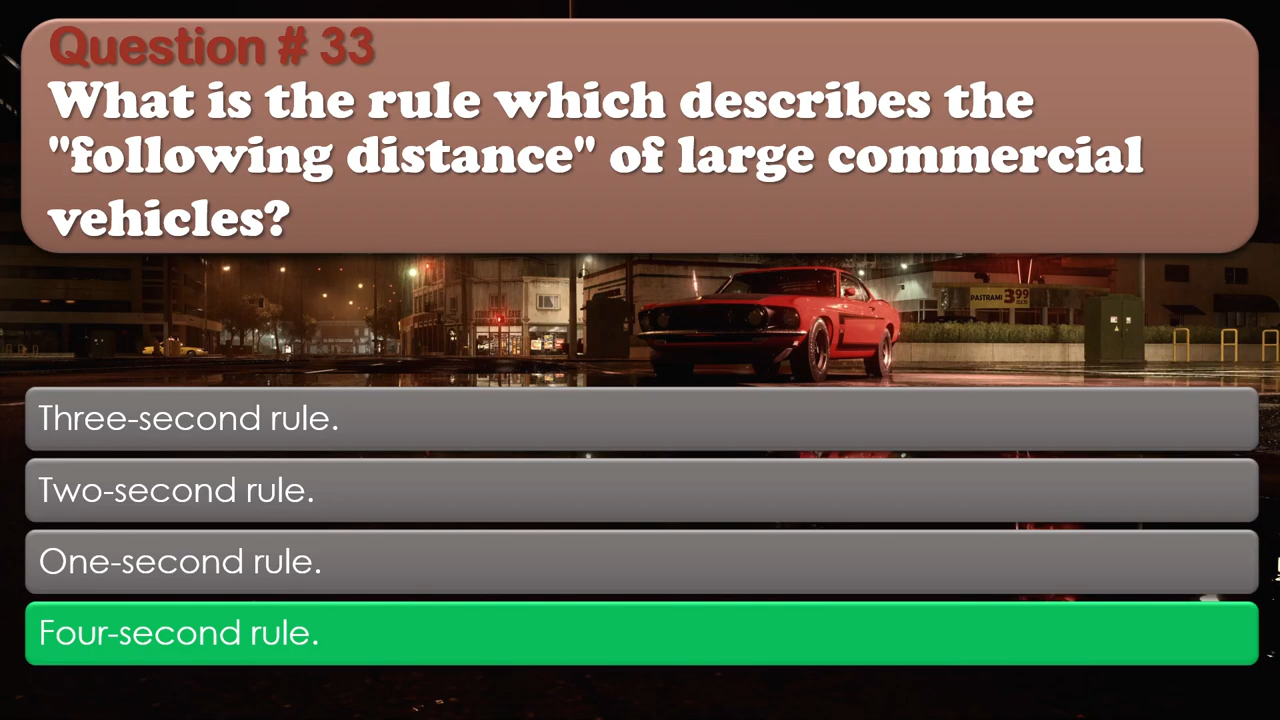 Question # 33
What is the rule which describes the
"following distance" of large commercial
vehicles?
PASTRAMI 3.99
Three-second rule.
Two-second rule.
One-second rule.
Four-second rule.